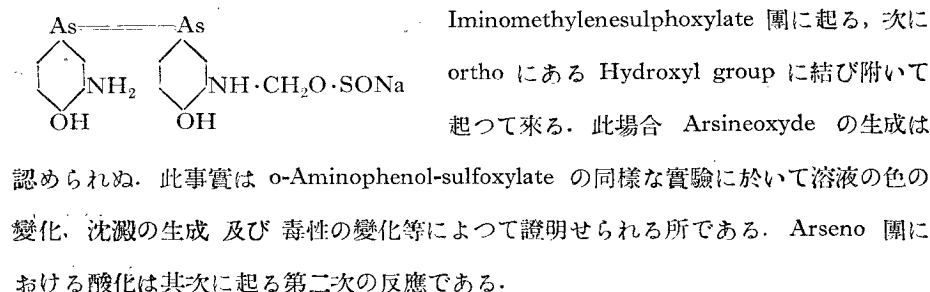 As=As
NH₂ NH·CH₂O·SONa
OH OH
Iminomethylenesulphoxylate 團に起る, 次に
ortho にある Hydroxyl group に結び附いて
起つて來る. 此場合 Arsineoxyde の生成は
認められぬ. 此事實は o-Aminophenol-sulfoxylate の同樣な實驗に於いて溶液の色の
變化, 沈澱の生成 及び 毒性の變化等によつて證明せられる所である. Arseno 團に
おける酸化は其次に起る第二次の反應である.